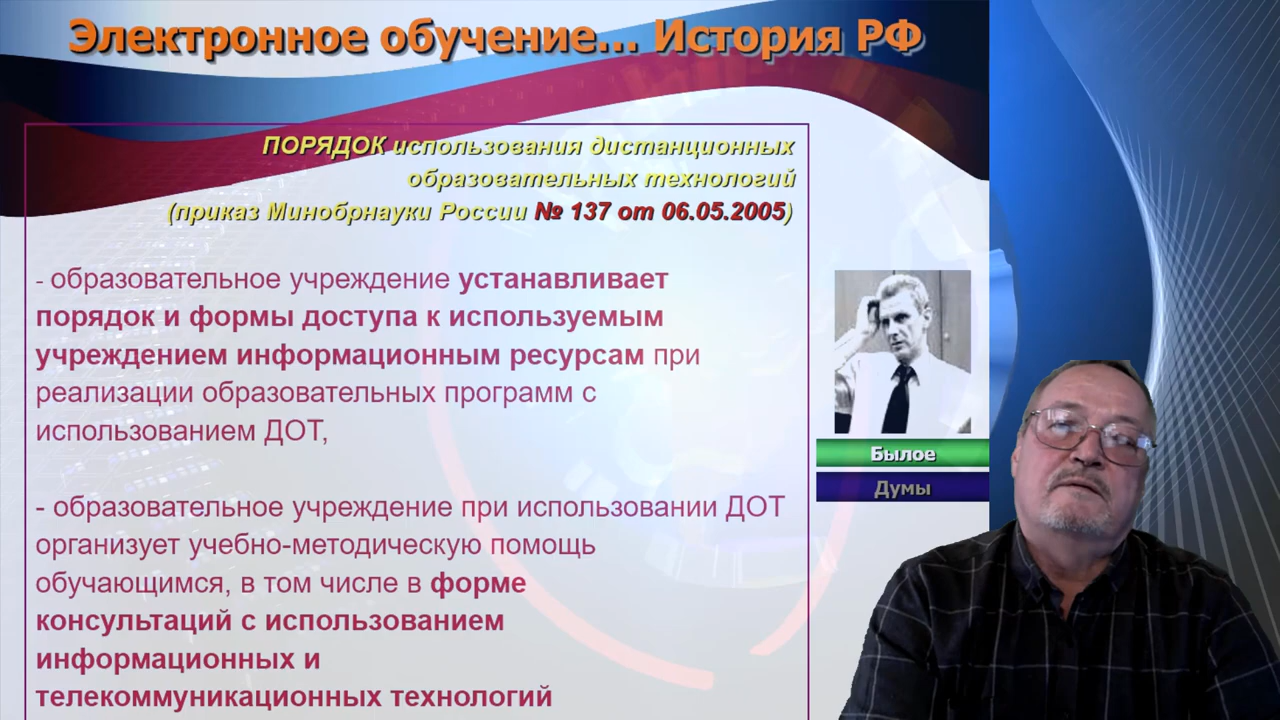 Электронное обучение... История РФ
ПОРЯДОК использования дистанционных
образовательных технологий
(приказ Минобрнауки России № 137 от 06.05.2005)
- образовательное учреждение устанавливает
порядок и формы доступа к используемым
учреждением информационным ресурсам при
реализации образовательных программ с
использованием ДОТ,
- образовательное учреждение при использовании ДОТ
организует учебно-методическую помощь
обучающимся, в том числе в форме
консультаций с использованием
информационных и
телекоммуникационных технологий
Былое
Думы